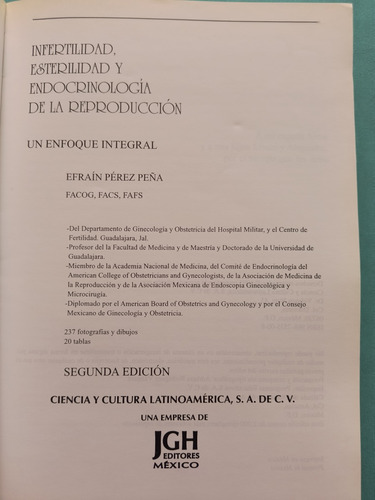 INFERTILIDAD,
ESTERILIDAD Y
ENDOCRINOLOGÍA
DE LA REPRODUCCIÓN
UN ENFOQUE INTEGRAL
EFRAÍN PÉREZ PEÑA
FACOG, FACS, FAFS
-Del Departamento de Ginecología y Obstetricia del Hospital Militar, y el Centro de
Fertilidad. Guadalajara, Jal.
-Profesor del la Facultad de Medicina y de Maestría y Doctorado de la Universidad de
Guadalajara.
-Miembro de la Academia Nacional de Medicina, del Comité de Endocrinología del
American College of Obstetricians and Gynecologists, de la Asociación de Medicina de
la Reproducción y de la Asociación Mexicana de Endoscopia Ginecológica y
Microcirugía.
-Diplomado por el American Board of Obstetrics and Gynecology y por el Consejo
Mexicano de Ginecología y Obstetricia.
237 fotografías y dibujos
20 tablas
SEGUNDA EDICIÓN
CIENCIA Y CULTURA LATINOAMÉRICA, S. A. DE C. V.
UNA EMPRESA DE
JGH
EDITORES
MÉXICO